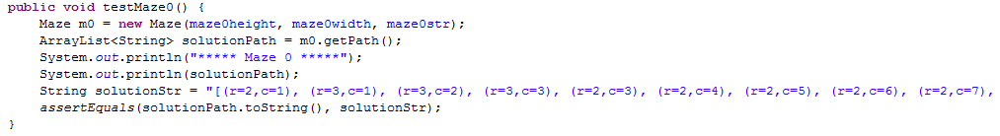 public void testMaze0() {
    Maze m0 = new Maze(maze0height, maze0width, maze0str);
    ArrayList<String> solutionPath = m0.getPath();
    System.out.println("***** Maze 0 *****");
    System.out.println(solutionPath);
    String solutionStr = "[(r=2,c=1), (r=3,c=1), (r=3,c=2), (r=3,c=3), (r=2,c=3), (r=2,c=4), (r=2,c=5), (r=2,c=6), (r=2,c=7),
    assertEquals(solutionPath.toString(), solutionStr);
}